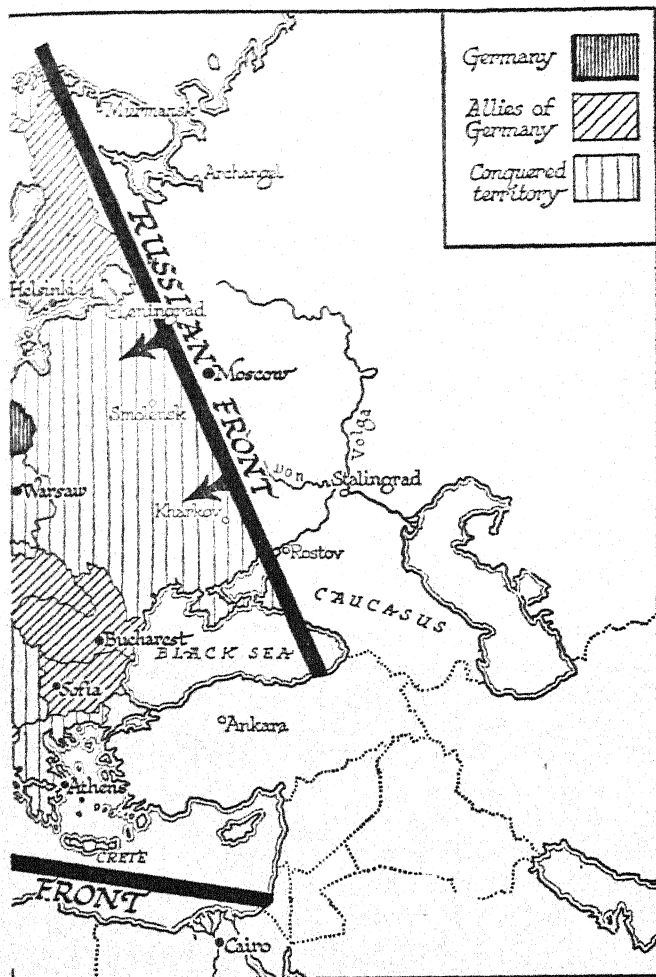 Germany
Allies of
Germany
Conquered
territory
Murmansk
Archangel
RUSSIAN FRONT
Helsinki
Leningrad
Moscow
Smolensk
Volga
Don
Stalingrad
Warsaw
Kharkov
Rostov
CAUCASUS
Bucharest
BLACK SEA
Sofia
Ankara
Athens
CRETE
FRONT
Cairo